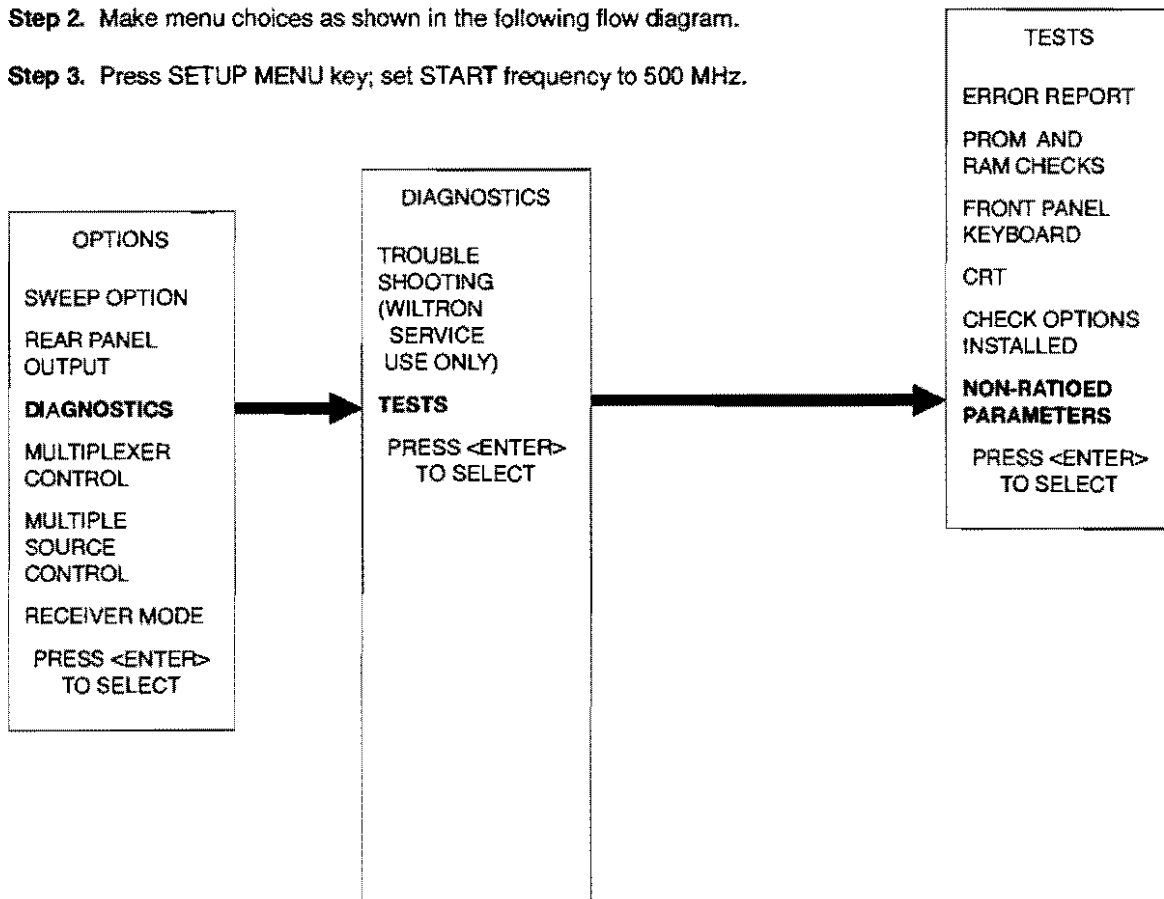 Step 2. Make menu choices as shown in the following flow diagram.
Step 3. Press SETUP MENU key; set START frequency to 500 MHz.
OPTIONS
SWEEP OPTION
REAR PANEL
OUTPUT
DIAGNOSTICS
MULTIPLEXER
CONTROL
MULTIPLE
SOURCE
CONTROL
RECEIVER MODE
PRESS <ENTER>
TO SELECT
DIAGNOSTICS
TROUBLE
SHOOTING
(WILTRON
SERVICE
USE ONLY)
TESTS
PRESS <ENTER>
TO SELECT
TESTS
ERROR REPORT
PROM AND
RAM CHECKS
FRONT PANEL
KEYBOARD
CRT
CHECK OPTIONS
INSTALLED
NON-RATIOED
PARAMETERS
PRESS <ENTER>
TO SELECT